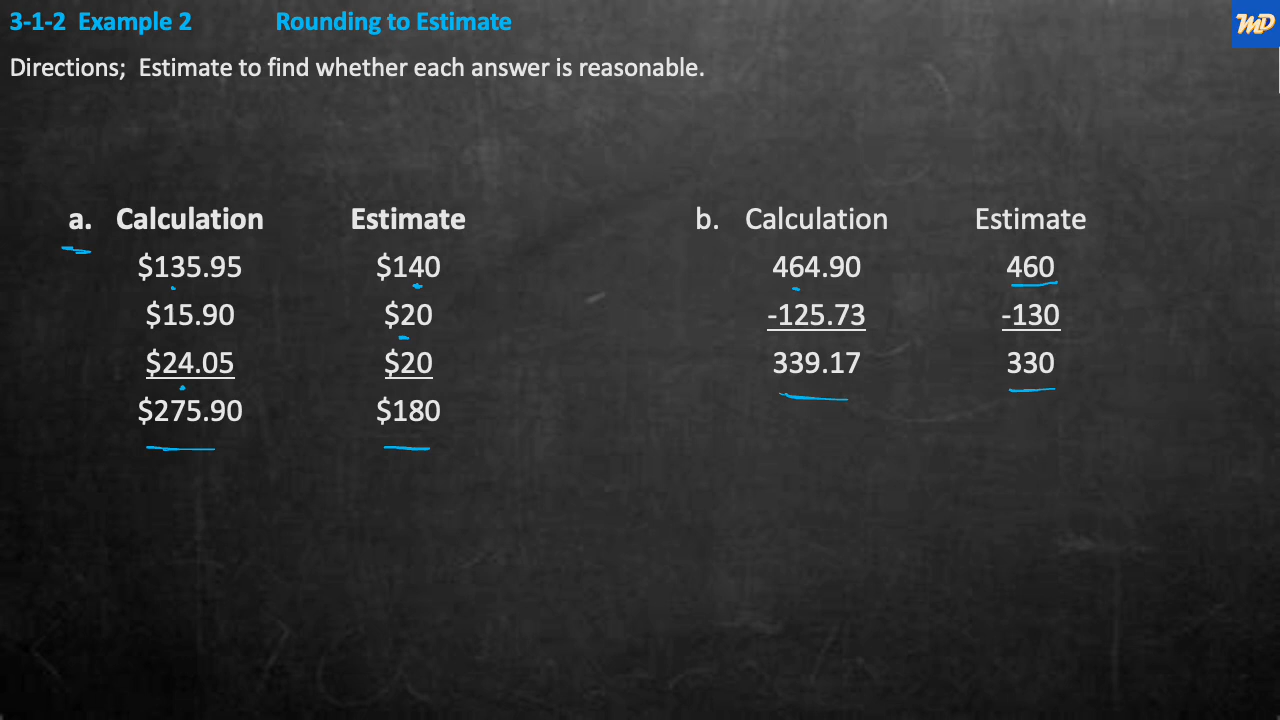 3-1-2 Example 2 Rounding to Estimate
MD
Directions; Estimate to find whether each answer is reasonable.
a. Calculation Estimate
$135.95 $140
$15.90 $20
$24.05 $20
$275.90 $180
b. Calculation Estimate
464.90 460
-125.73 -130
339.17 330